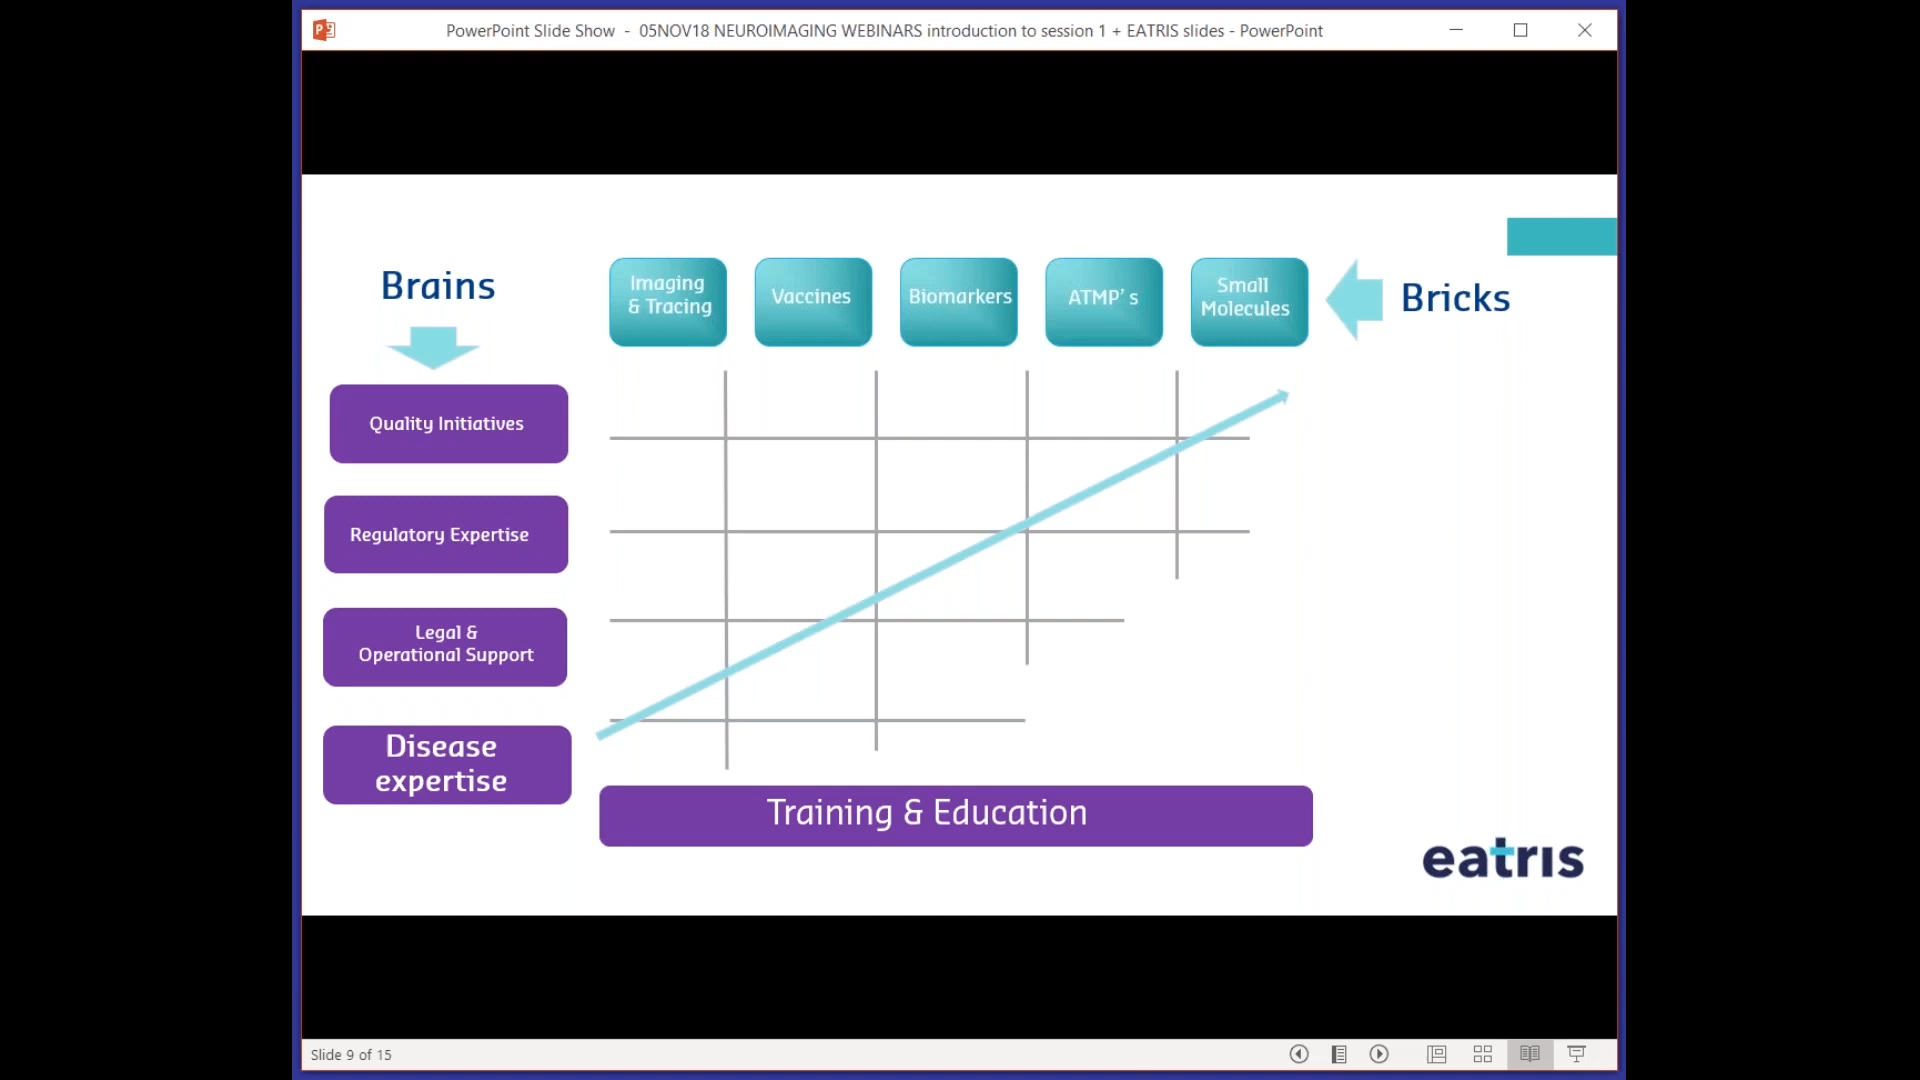 PowerPoint Slide Show - 05NOV18 NEUROIMAGING WEBINARS introduction to session 1 + EATRIS slides - PowerPoint
Brains
Imaging
& Tracing
Vaccines
Biomarkers
ATMP’ s
Small
Molecules
Bricks
Quality Initiatives
Regulatory Expertise
Legal &
Operational Support
Disease
expertise
Training & Education
eatris
Slide 9 of 15